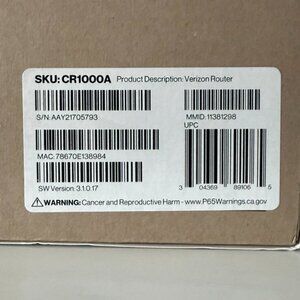 SKU: CR1000A Product Description: Verizon Router
S/N: AAY21705793
MMID: 11381298
UPC
MAC: 78670E138984
SW Version: 3.1.0.17
3 04369 89106 5
⚠WARNING: Cancer and Reproductive Harm - www.P65Warnings.ca.gov